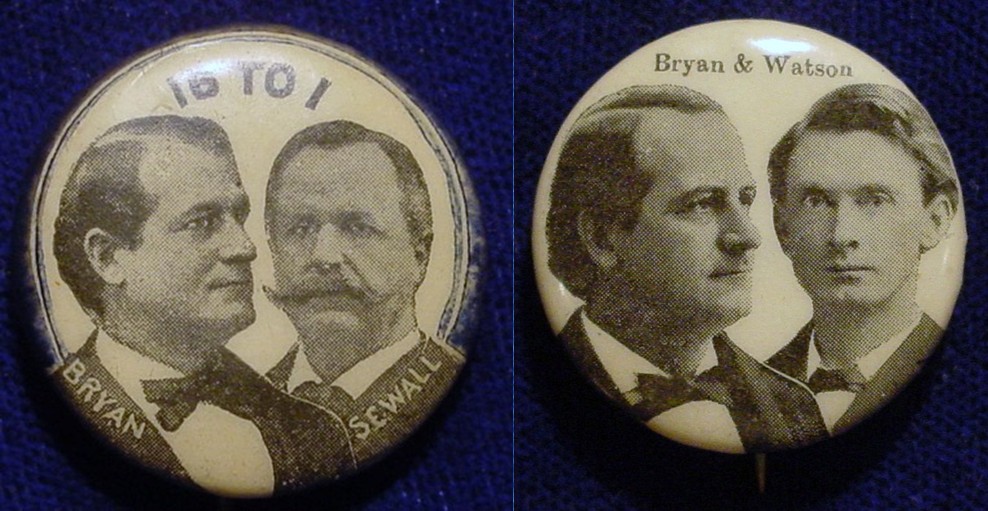 16 TO 1
BRYAN
SEWALL
Bryan & Watson